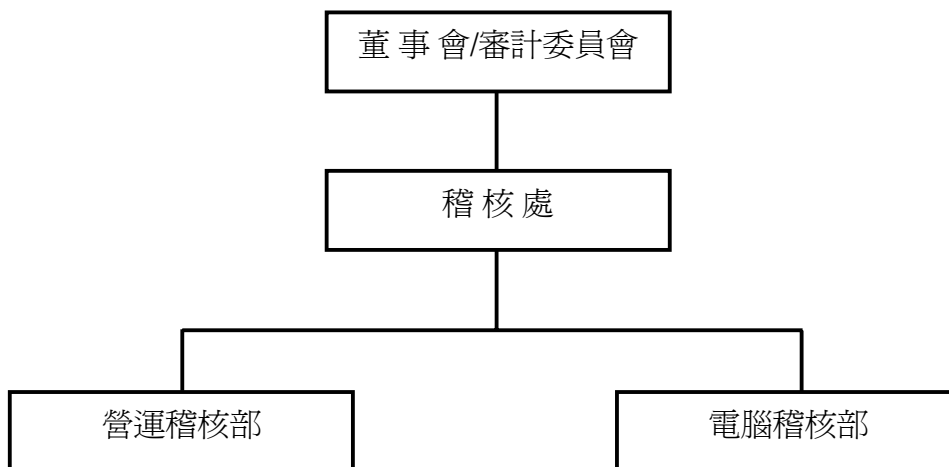 董 事 會/審計委員會
稽 核 處
營運稽核部
電腦稽核部